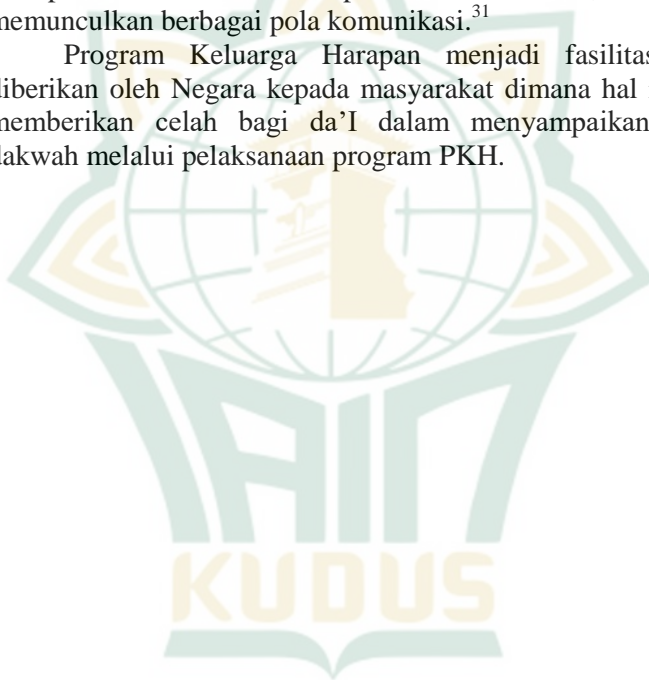 memunculkan berbagai pola komunikasi.31
Program Keluarga Harapan menjadi fasilitas
diberikan oleh Negara kepada masyarakat dimana hal
memberikan celah bagi da'I dalam menyampaikan
dakwah melalui pelaksanaan program PKH.
IAIN
KUDUS